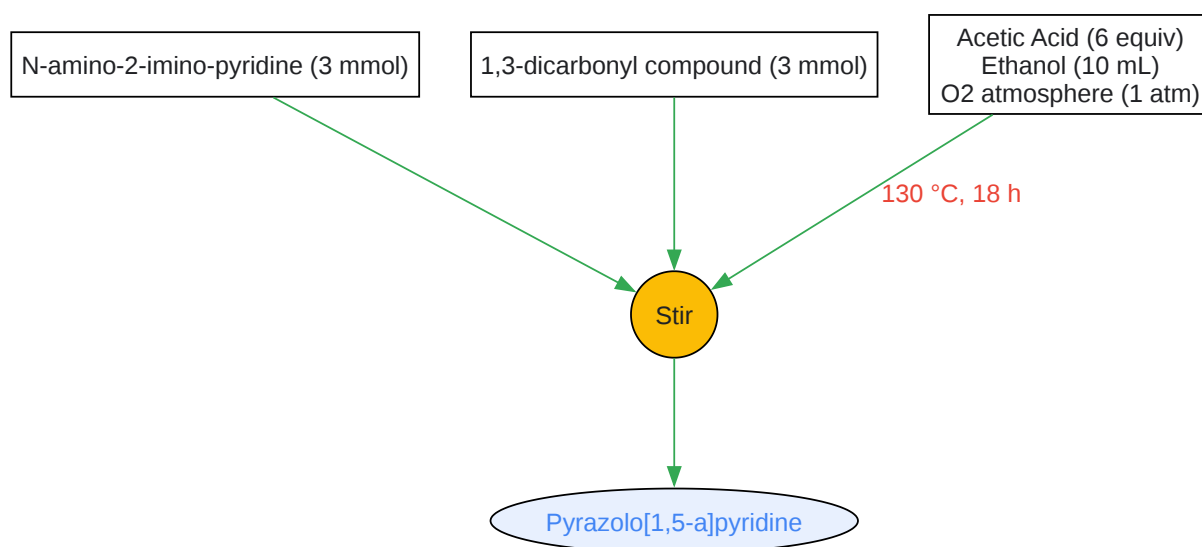 N-amino-2-imino-pyridine (3 mmol)
1,3-dicarbonyl compound (3 mmol)
Acetic Acid (6 equiv)
Ethanol (10 mL)
O2 atmosphere (1 atm)
130 °C, 18 h
Stir
Pyrazolo[1,5-a]pyridine